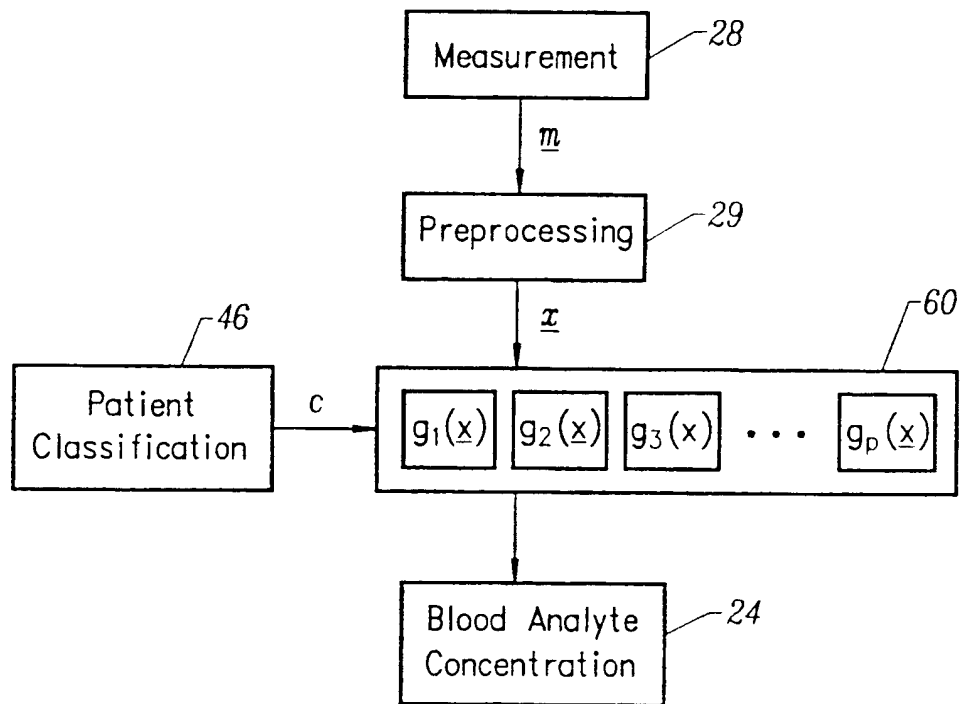 Measurement
28
m
Preprocessing
29
x
60
46
Patient
Classification
c
g₁(x) g₂(x) g₃(x) • • • gₚ(x)
Blood Analyte
Concentration
24